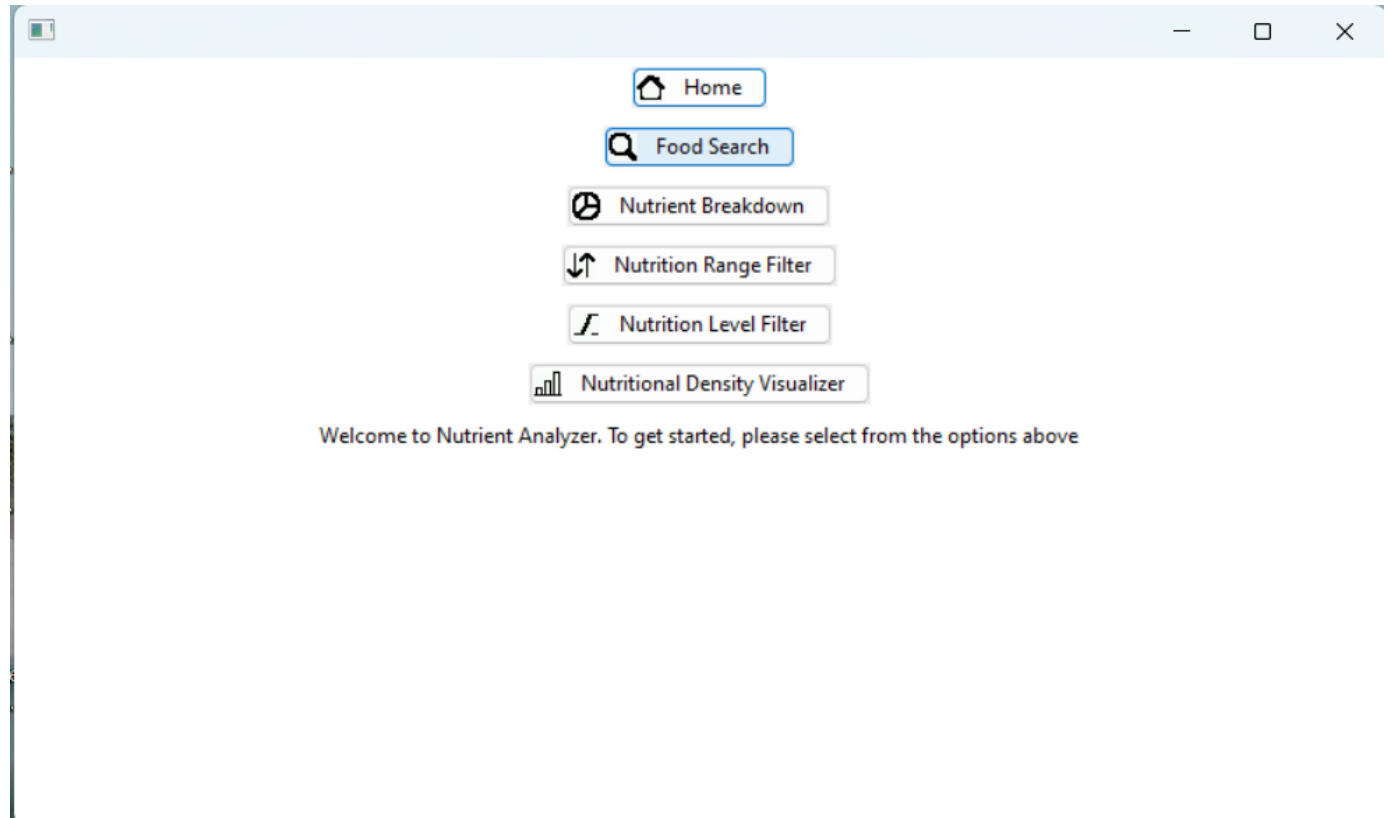 Home
Food Search
Nutrient Breakdown
Nutrition Range Filter
Nutrition Level Filter
Nutritional Density Visualizer
Welcome to Nutrient Analyzer. To get started, please select from the options above